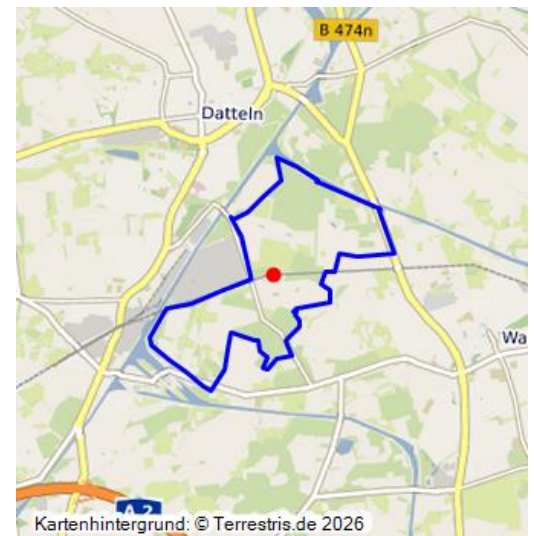 B 474n
Datteln
Wa
A 2
Kartenhintergrund: © Terrestris.de 2026